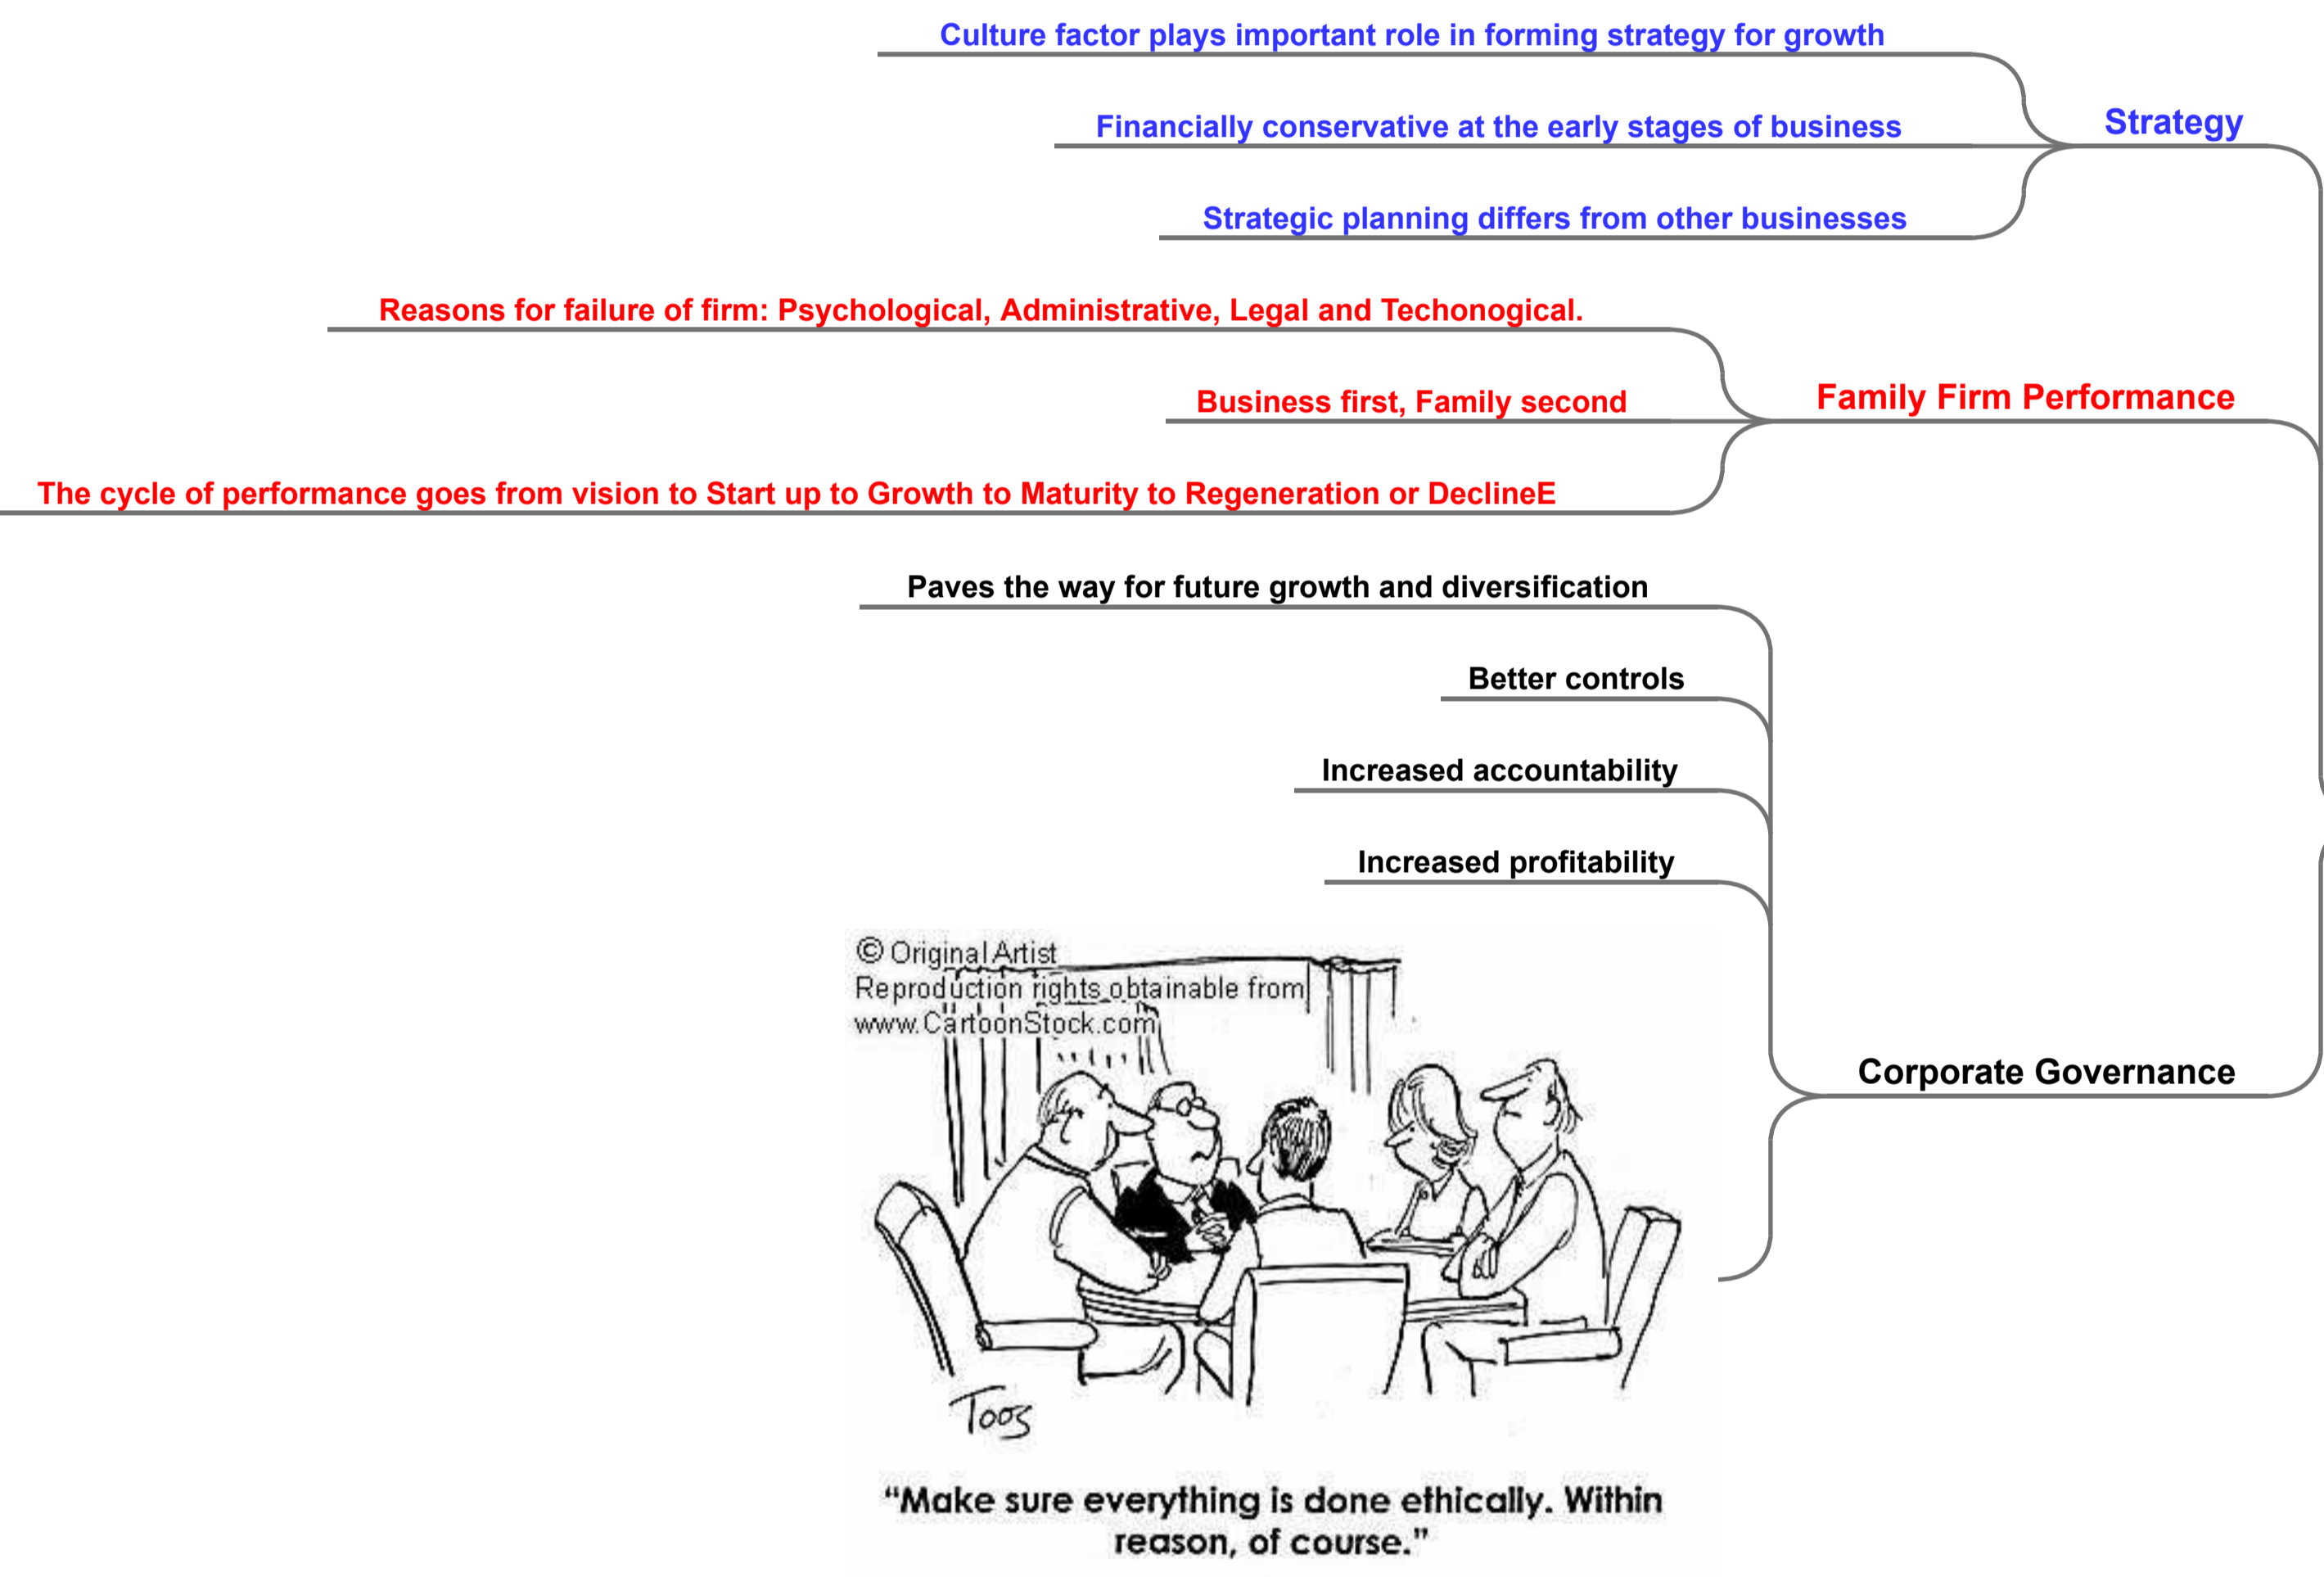 Culture factor plays important role in forming strategy for growth
Financially conservative at the early stages of business
Strategy
Strategic planning differs from other businesses
Reasons for failure of firm: Psychological, Administrative, Legal and Techonogical.
Business first, Family second
Family Firm Performance
The cycle of performance goes from vision to Start up to Growth to Maturity to Regeneration or DeclineE
Paves the way for future growth and diversification
Better controls
Increased accountability
Increased profitability
Corporate Governance
© Original Artist
Reproduction rights obtainable from
www.CartoonStock.com
Toos
“Make sure everything is done ethically. Within
reason, of course.”